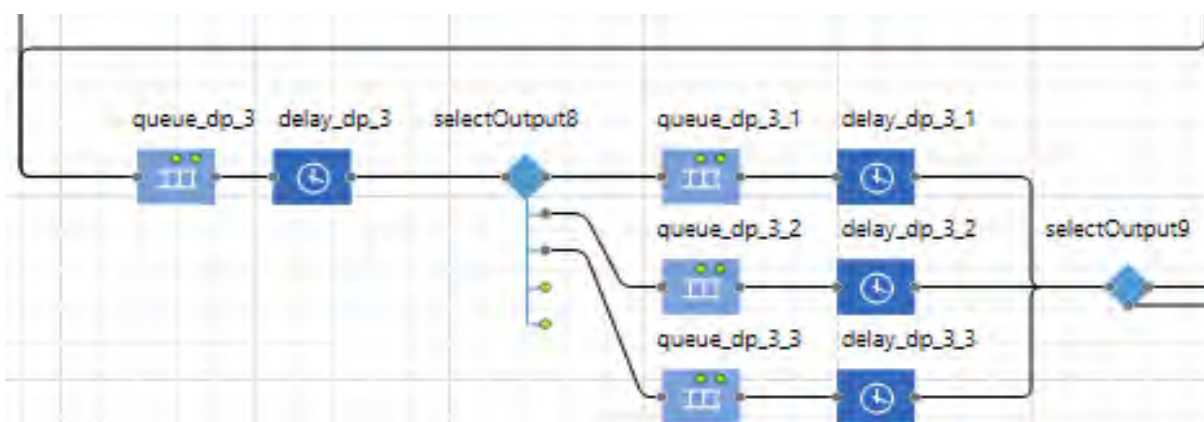 queue_dp_3 delay_dp_3 selectOutput8 queue_dp_3_1 delay_dp_3_1
queue_dp_3_2 delay_dp_3_2 selectOutput9
queue_dp_3_3 delay_dp_3_3